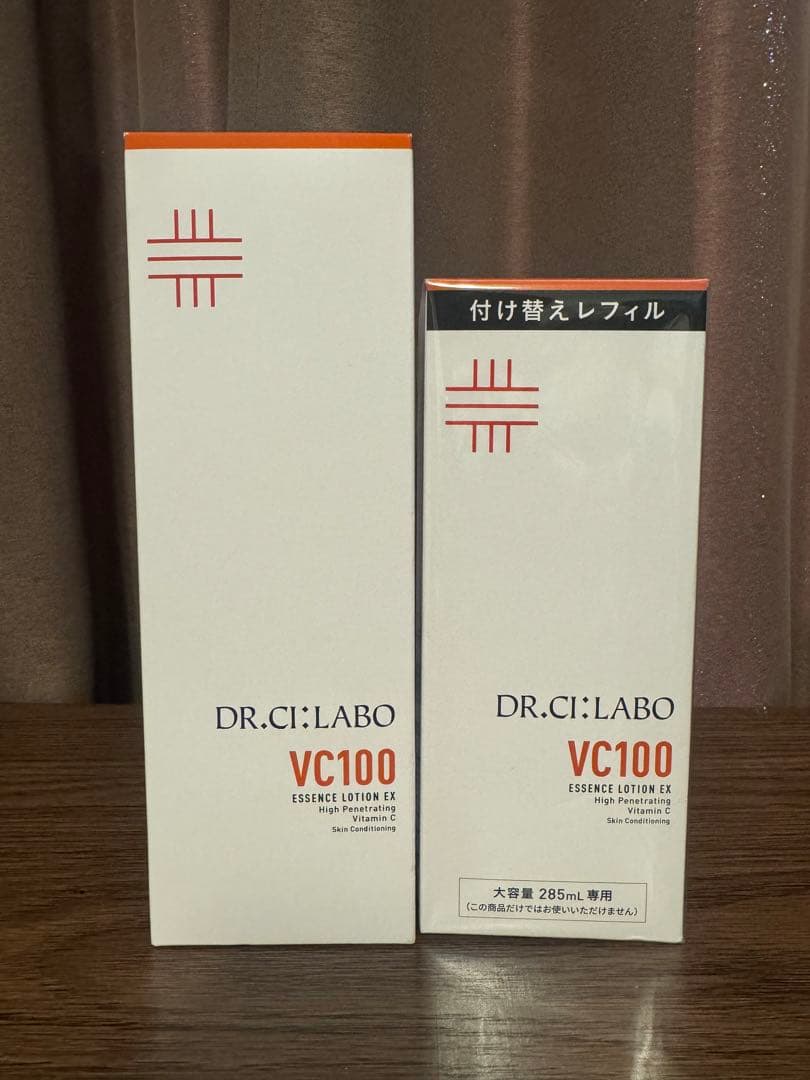 DR.CI:LABO
VC100
ESSENCE LOTION EX
High Penetrating
Vitamin C
Skin Conditioning
付け替えレフィル
DR.CI:LABO
VC100
ESSENCE LOTION EX
High Penetrating
Vitamin C
Skin Conditioning
大容量 285mL 専用
(この商品だけではお使いいただけません)